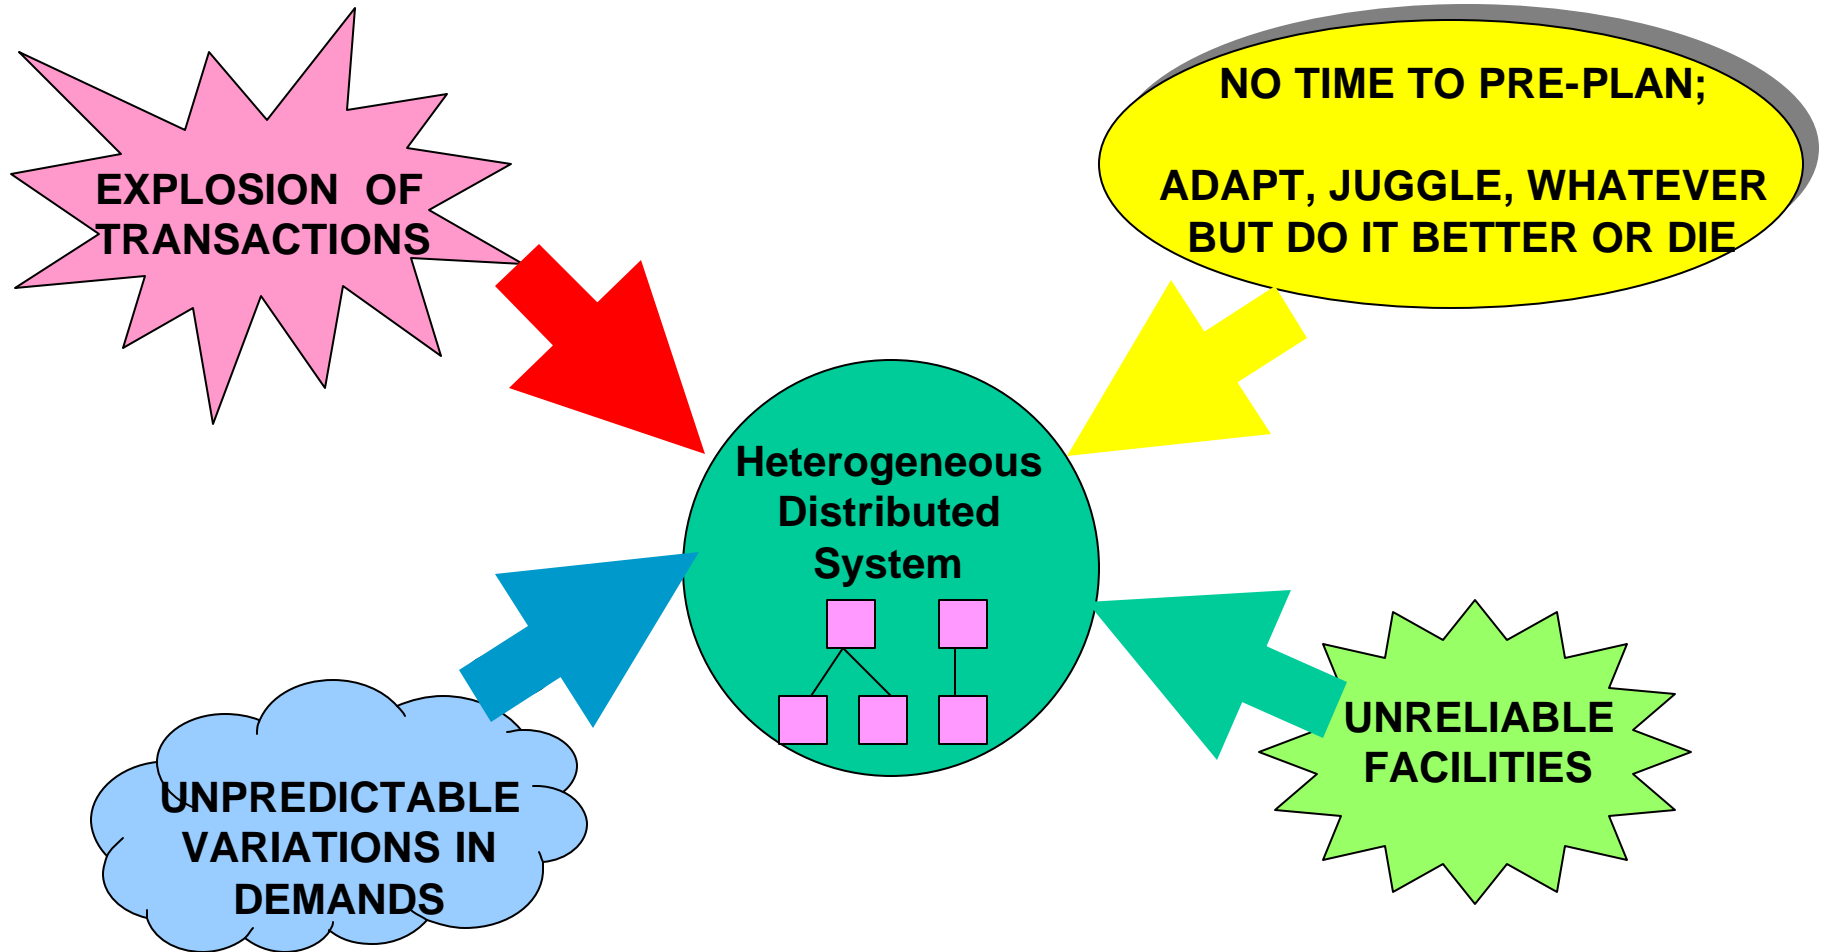 EXPLOSION OF
TRANSACTIONS
NO TIME TO PRE-PLAN;
ADAPT, JUGGLE, WHATEVER
BUT DO IT BETTER OR DIE
Heterogeneous
Distributed
System
UNPREDICTABLE
VARIATIONS IN
DEMANDS
UNRELIABLE
FACILITIES